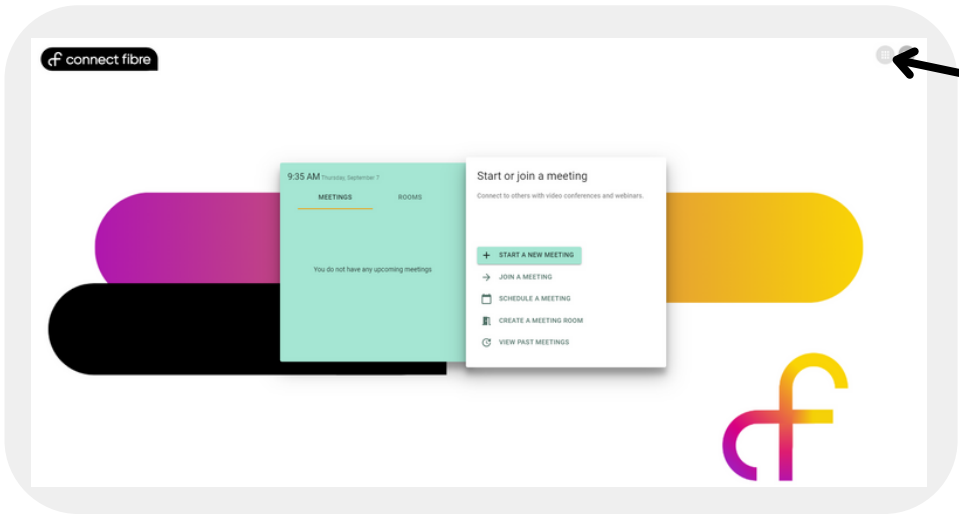 cf connect fibre
9:35 AM Thursday, September 7
MEETINGS ROOMS
You do not have any upcoming meetings
Start or join a meeting
Connect to others with video conferences and webinars.
START A NEW MEETING
JOIN A MEETING
SCHEDULE A MEETING
CREATE A MEETING ROOM
VIEW PAST MEETINGS
cf